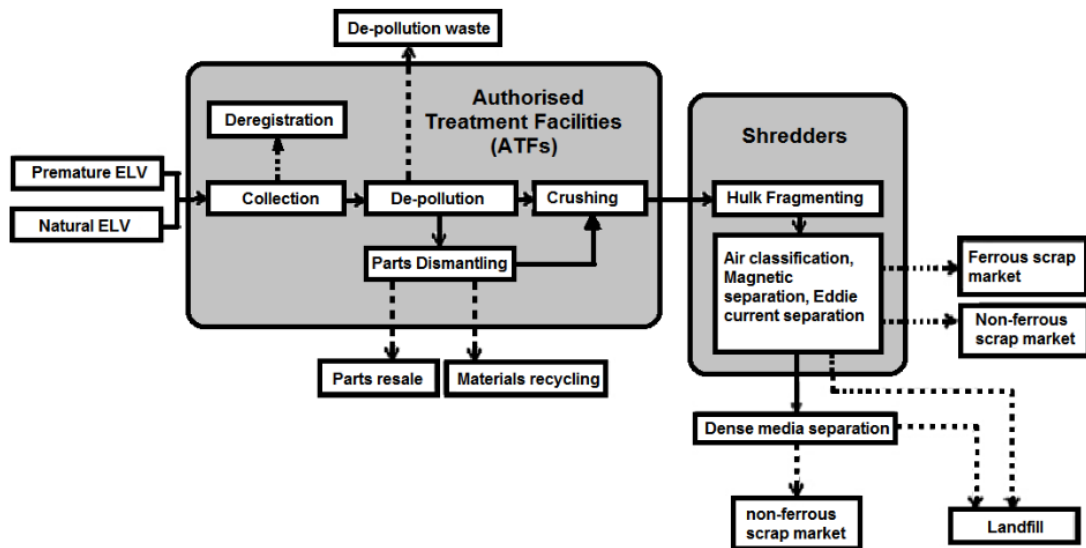 De-pollution waste
Authorised
Treatment Facilities
(ATFs)
Shredders
Deregistration
Premature ELV
Natural ELV
Collection
De-pollution
Crushing
Hulk Fragmenting
Parts Dismantling
Air classification,
Magnetic
separation, Eddie
current separation
Ferrous scrap
market
Non-ferrous
scrap market
Parts resale
Materials recycling
Dense media separation
non-ferrous
scrap market
Landfill